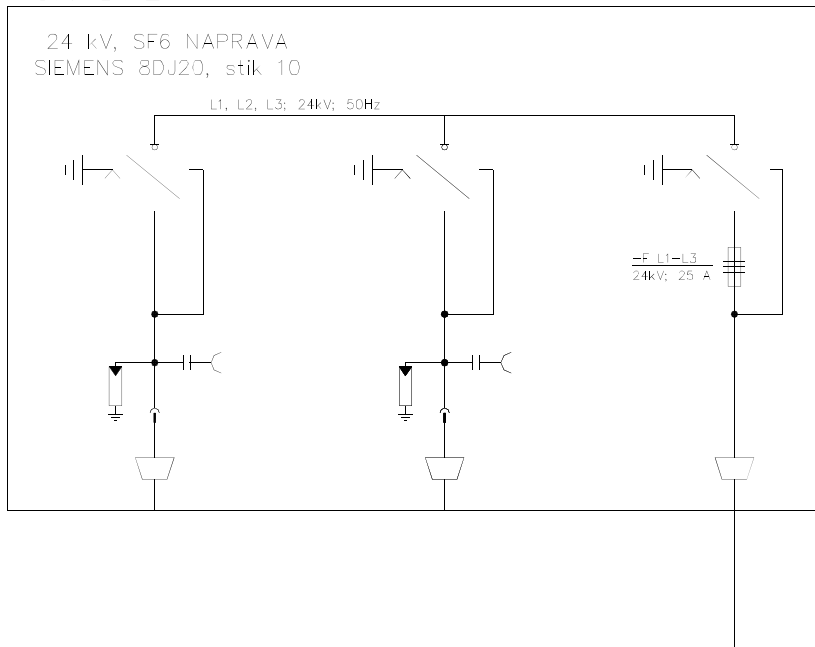 24 kV, SF6 NAPRAVA
SIEMENS 8DJ20, stik 10
L1, L2, L3; 24kV; 50Hz
-F L1-L3
24kV; 25 A